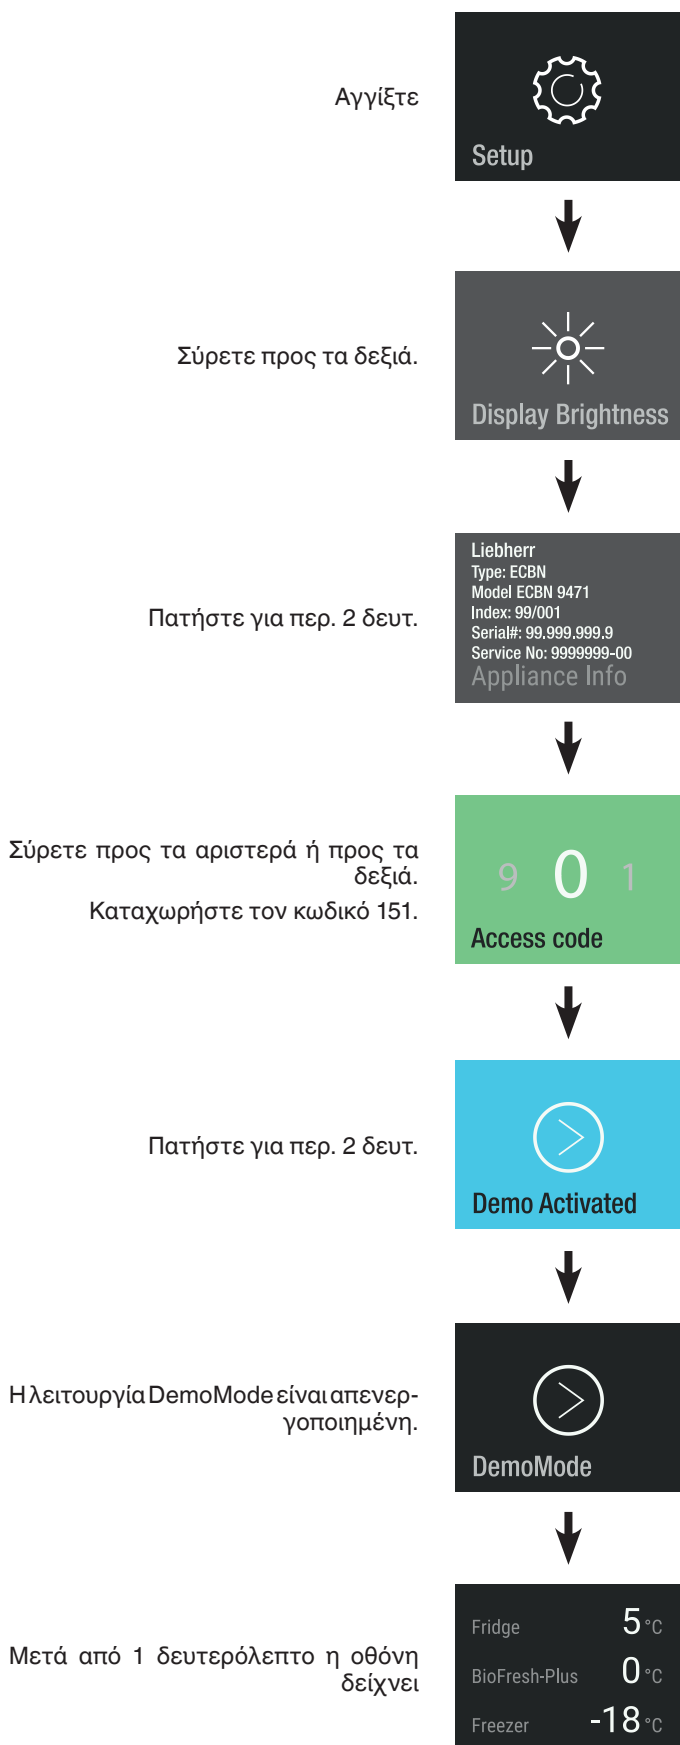 Αγγίξτε
Setup
Σύρετε προς τα δεξιά.
Display Brightness
Πατήστε για περ. 2 δευτ.
Liebherr
Type: ECBN
Model ECBN 9471
Index: 99/001
Serial#: 99.999.999.9
Service No: 9999999-00
Appliance Info
Σύρετε προς τα αριστερά ή προς τα
δεξιά.
Καταχωρήστε τον κωδικό 151.
9 0 1
Access code
Πατήστε για περ. 2 δευτ.
Demo Activated
Η λειτουργία DemoMode είναι απενερ-
γοποιημένη.
DemoMode
Μετά από 1 δευτερόλεπτο η οθόνη
δείχνει
Fridge 5 °C
BioFresh-Plus 0 °C
Freezer -18 °C